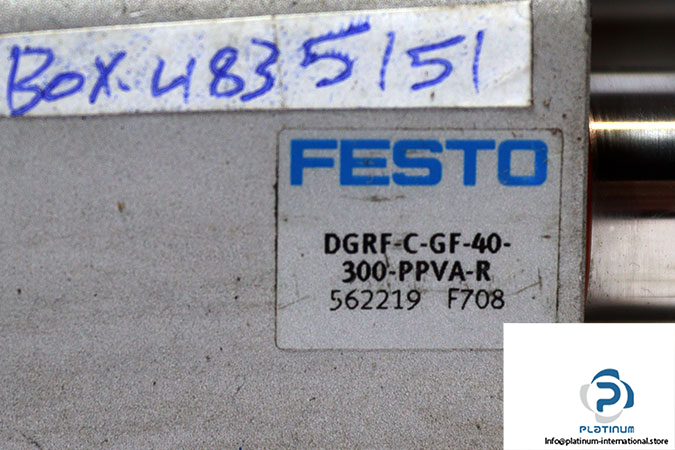 Box.4835151
FESTO
DGRF-C-GF-40-
300-PPVA-R
562219 F708
PLATINUM
Info@platinum-international.store